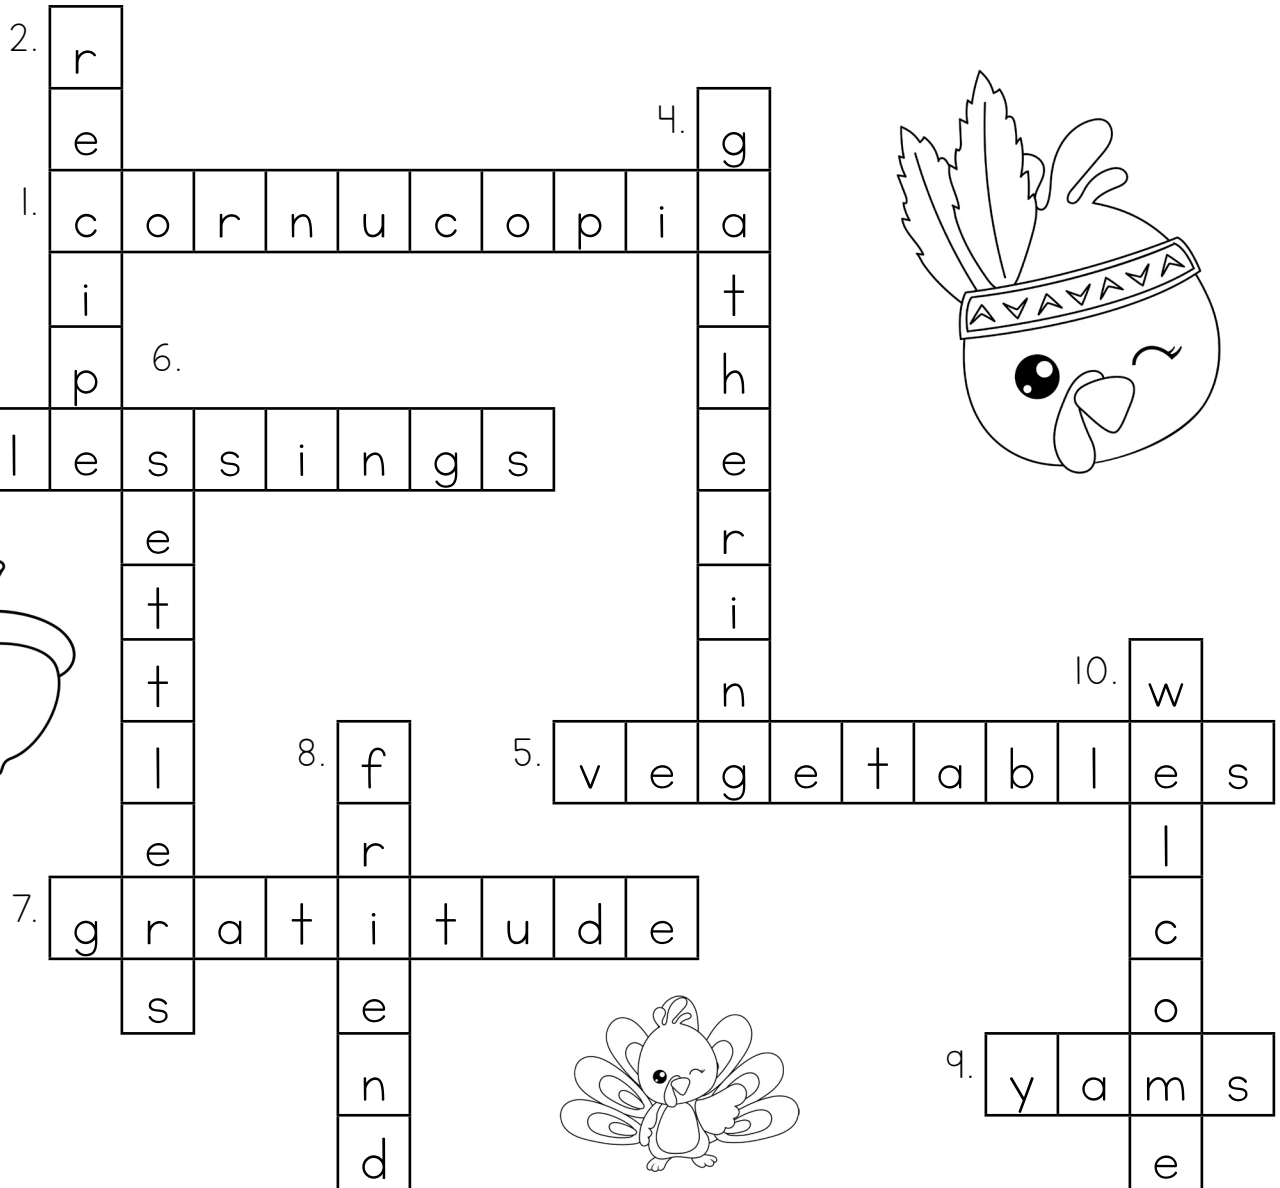 2. r
e 4. g
1. c o r n u c o p i a
i t
p 6. h
l e s s i n g s e
e r
t i
t n 10. w
l 8. f 5. v e g e t a b l e s
e r l
7. g r a t i t u d e c
s e o
n 9. y a m s
d e